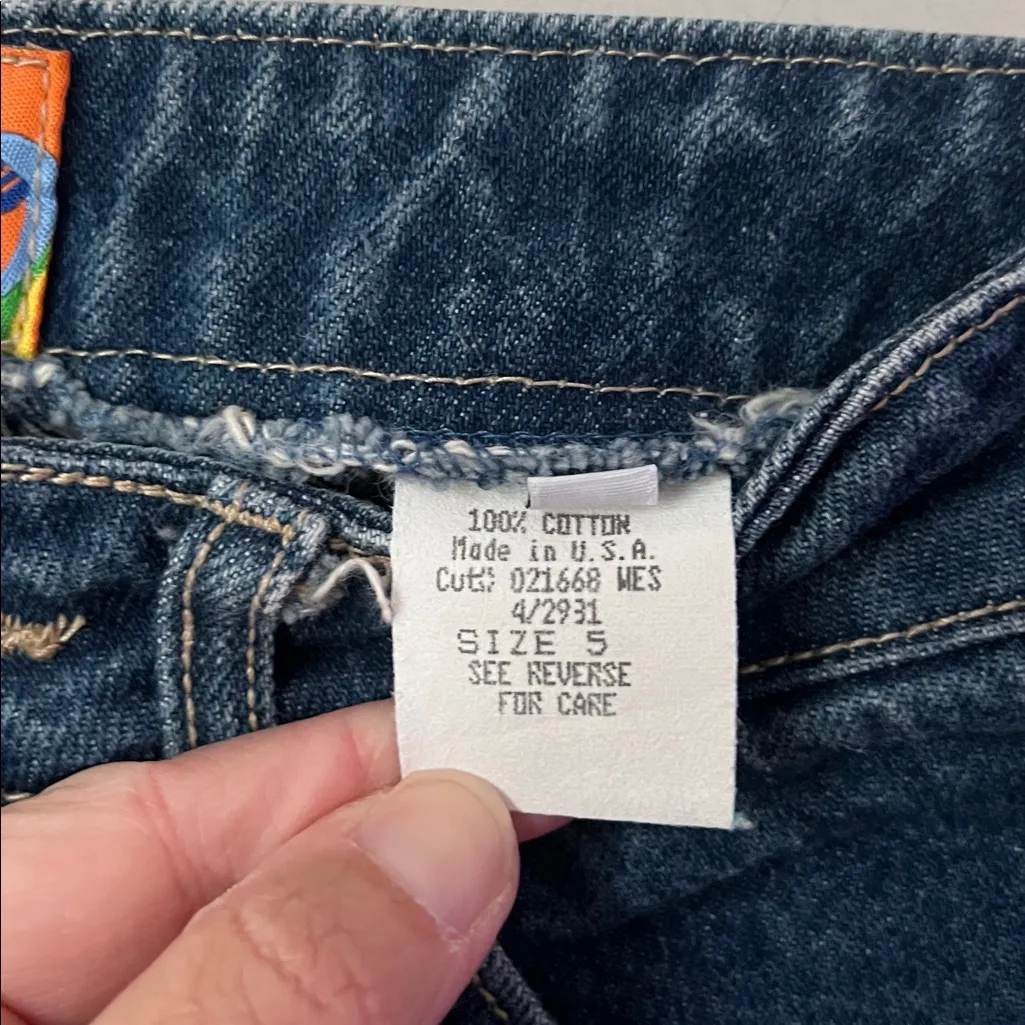 100% COTTON
Made in U.S.A.
Cut: 021668 WES
4/2931
SIZE 5
SEE REVERSE
FOR CARE